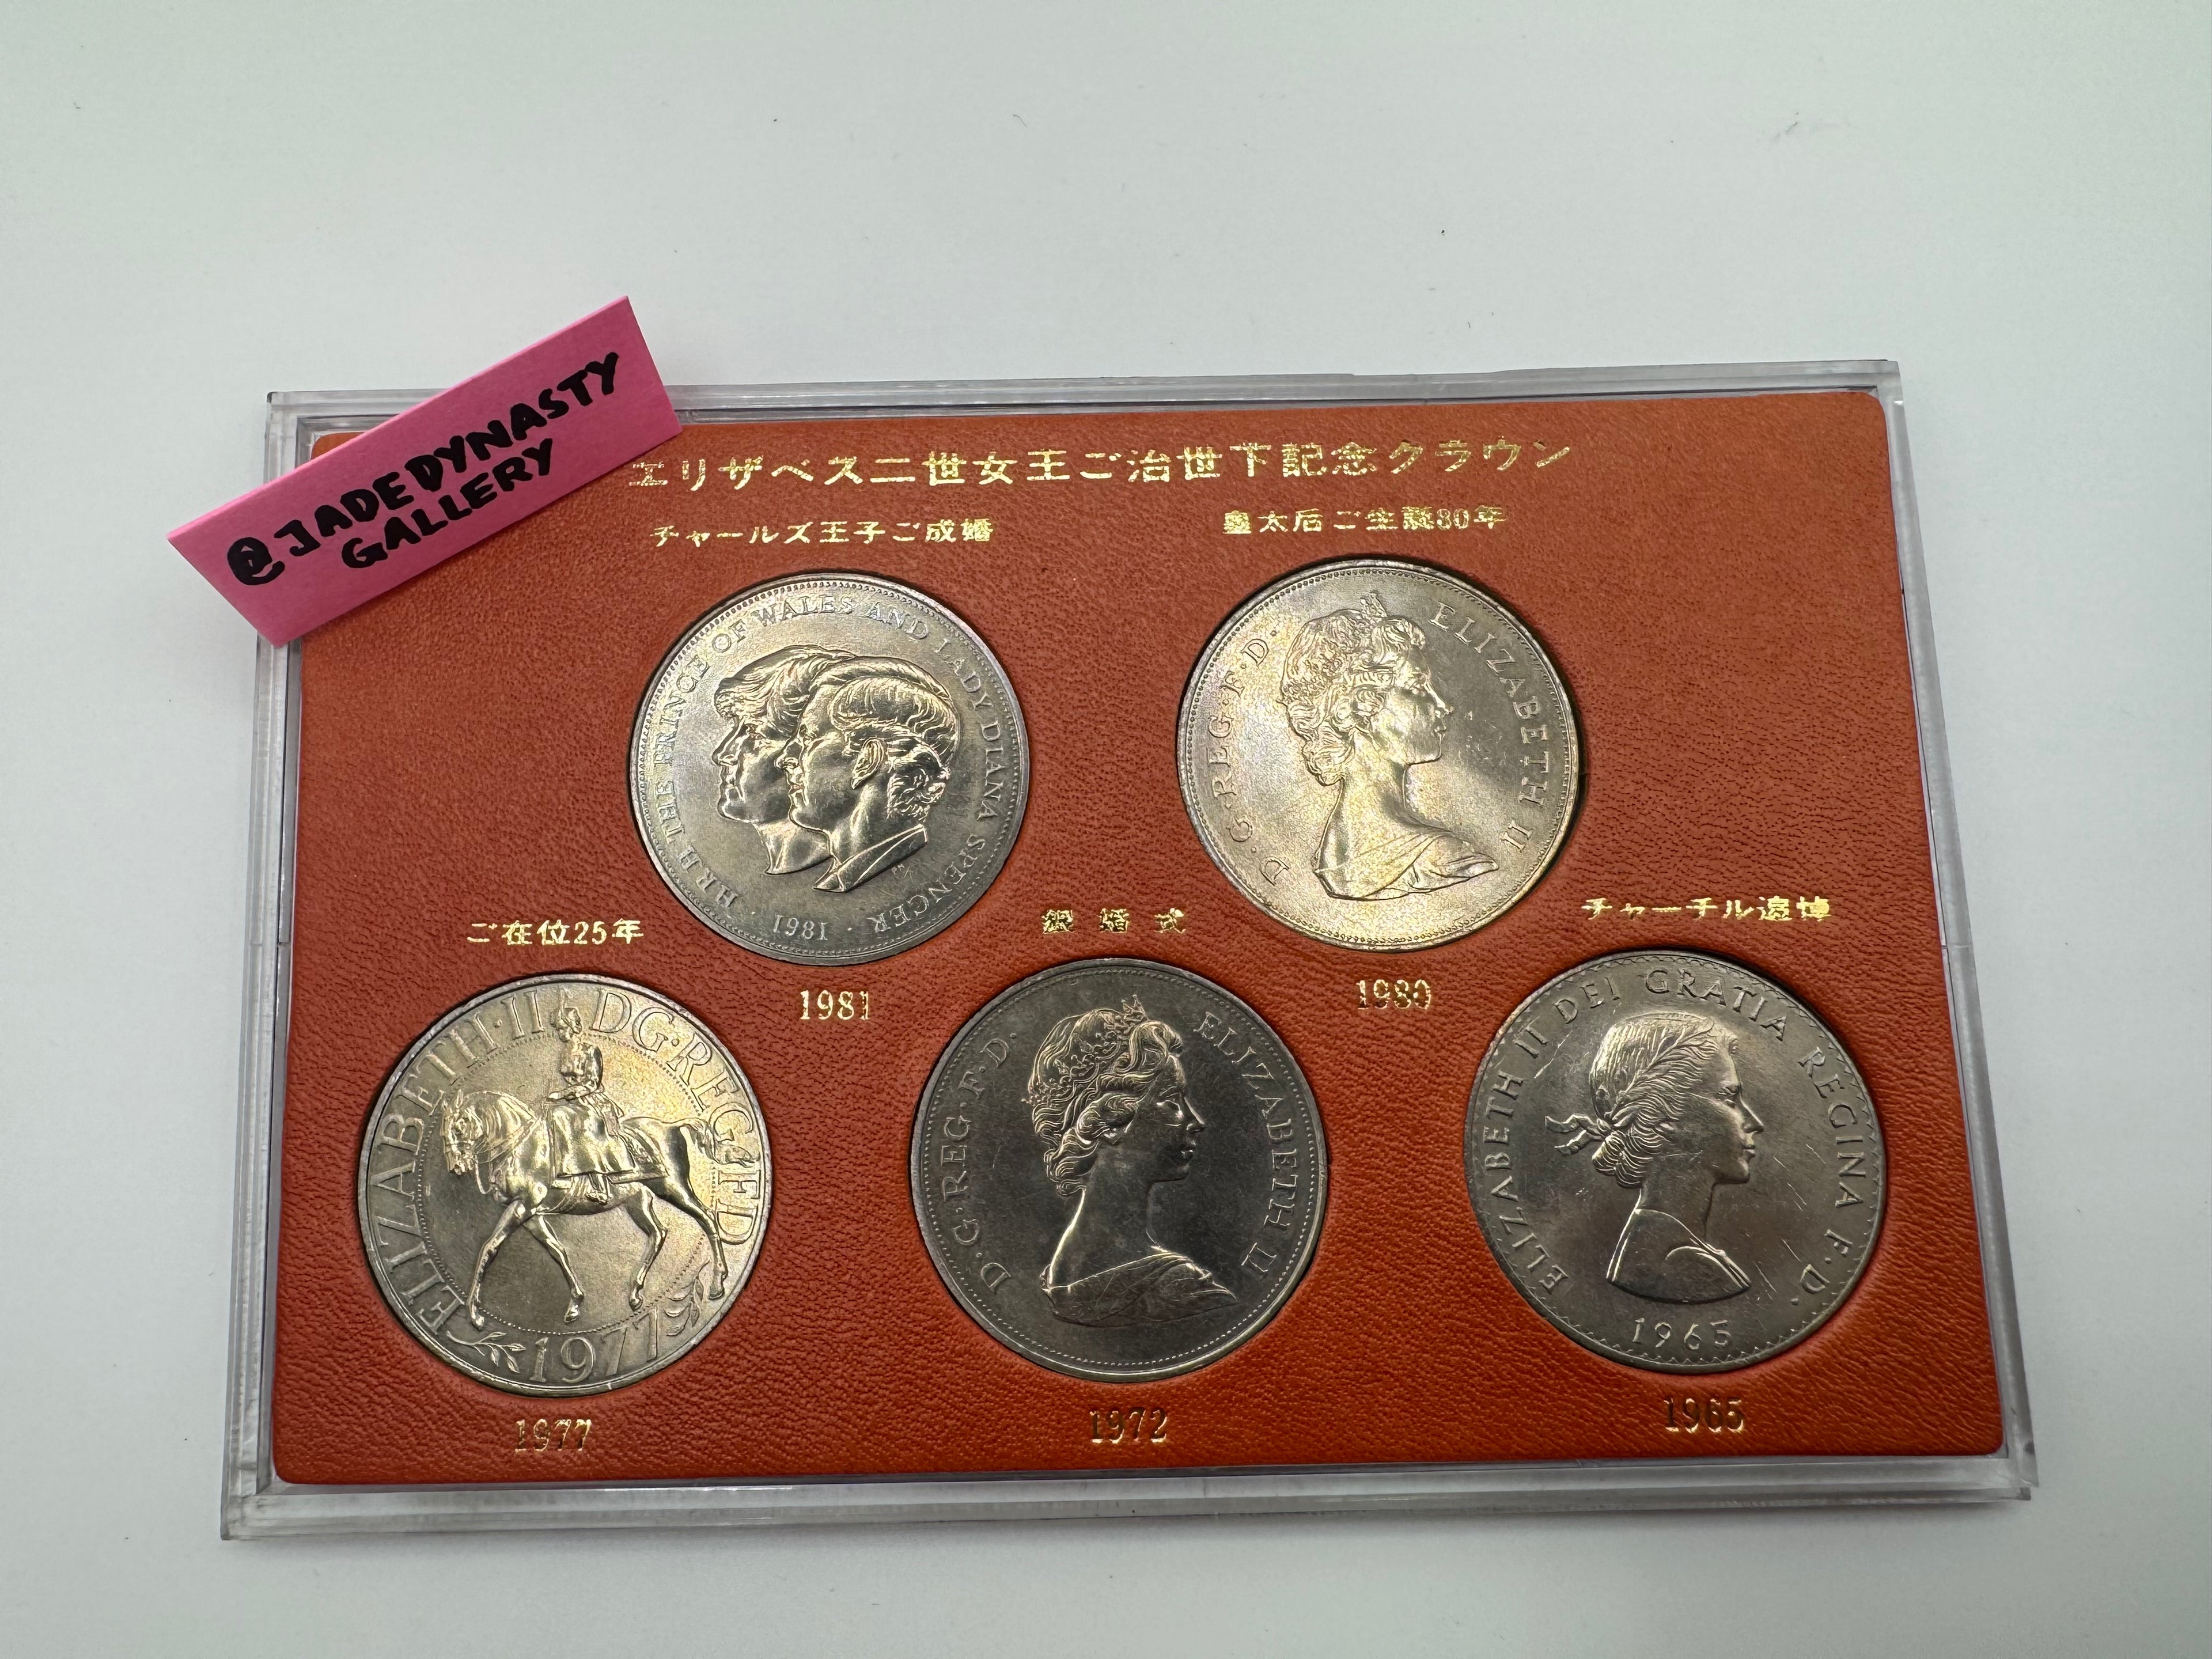 @JADEDYNASTY
GALLERY
エリザベス二世女王ご治世下記念クラウン
チャールズ王子ご成婚
皇太后ご生誕80年
H.R.H. THE PRINCE OF WALES AND LADY DIANA SPENCER
· 1981 ·
D·G·REG·F·D· ELIZABETH II
1981
1980
ご在位25年
銀婚式
チャーチル追悼
ELIZABETH·II DG·REG FD
1977
D·G·REG·F·D· ELIZABETH II
ELIZABETH II DEI GRATIA REGINA F·D·
1965
1977
1972
1965